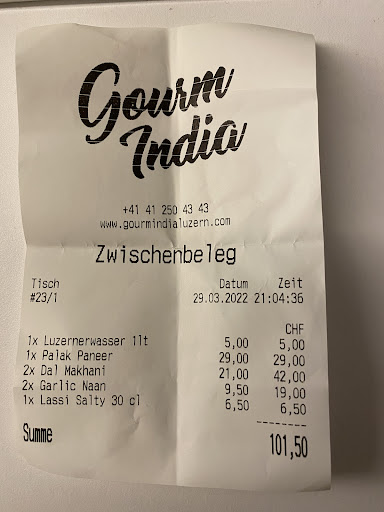 Gourm
India
+41 41 250 43 43
www.gourmindialuzern.com
Zwischenbeleg
Tisch Datum Zeit
#23/1 29.03.2022 21:04:36
CHF
1x Luzernerwasser 1lt 5,00 5,00
1x Palak Paneer 29,00 29,00
2x Dal Makhani 21,00 42,00
2x Garlic Naan 9,50 19,00
1x Lassi Salty 30 cl 6,50 6,50
Summe 101,50